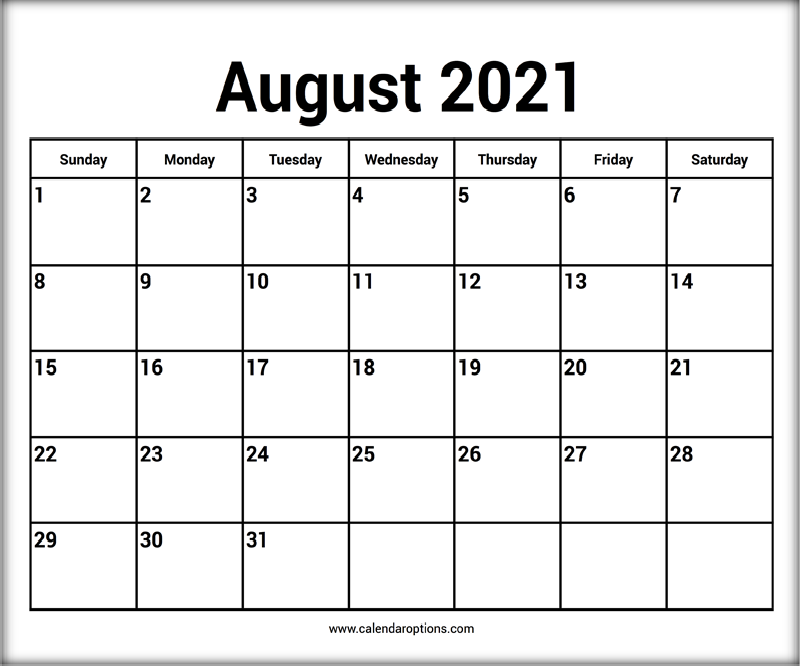 August 2021
Sunday Monday Tuesday Wednesday Thursday Friday Saturday
1 2 3 4 5 6 7
8 9 10 11 12 13 14
15 16 17 18 19 20 21
22 23 24 25 26 27 28
29 30 31
www.calendaroptions.com